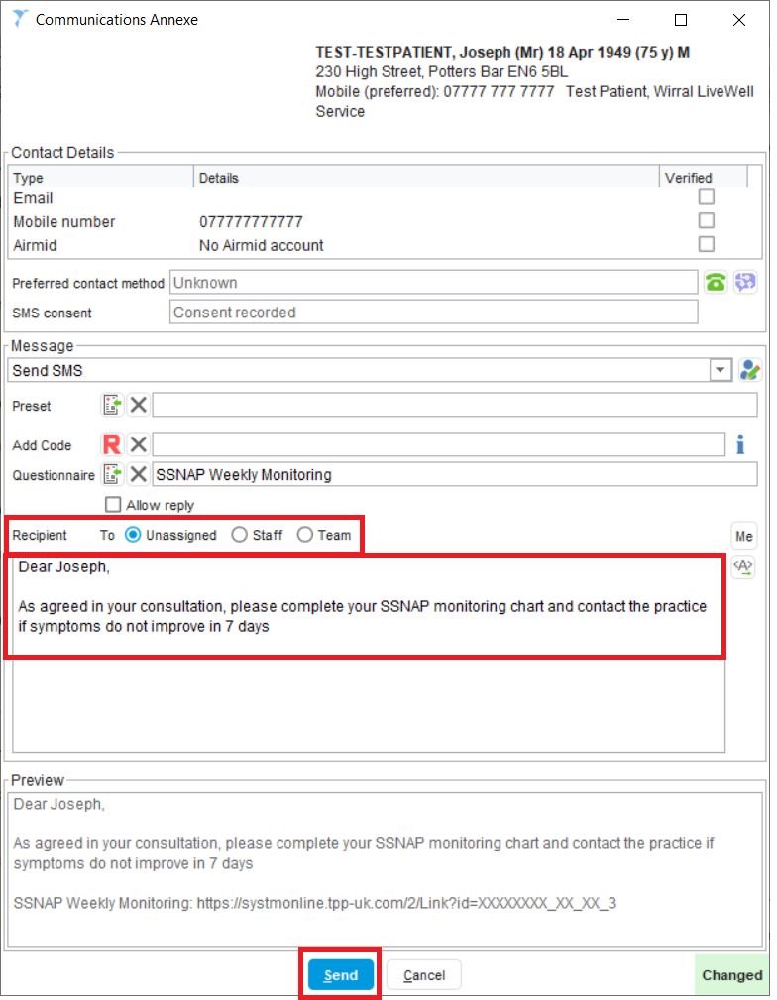 Communications Annexe
TEST-TESTPATIENT, Joseph (Mr) 18 Apr 1949 (75 y) M
230 High Street, Potters Bar EN6 5BL
Mobile (preferred): 07777 777 7777 Test Patient, Wirral LiveWell
Service
Contact Details
Type Details Verified
Email
Mobile number 077777777777
Airmid No Airmid account
Preferred contact method Unknown
SMS consent Consent recorded
Message
Send SMS
Preset
Add Code R i
Questionnaire SSNAP Weekly Monitoring
Allow reply
Recipient To Unassigned Staff Team Me
Dear Joseph, <A>
As agreed in your consultation, please complete your SSNAP monitoring chart and contact the practice
if symptoms do not improve in 7 days
Preview
Dear Joseph,
As agreed in your consultation, please complete your SSNAP monitoring chart and contact the practice if
symptoms do not improve in 7 days
SSNAP Weekly Monitoring: https://systmonline.tpp-uk.com/2/Link?id=XXXXXXXX_XX_XX_3
Send Cancel Changed